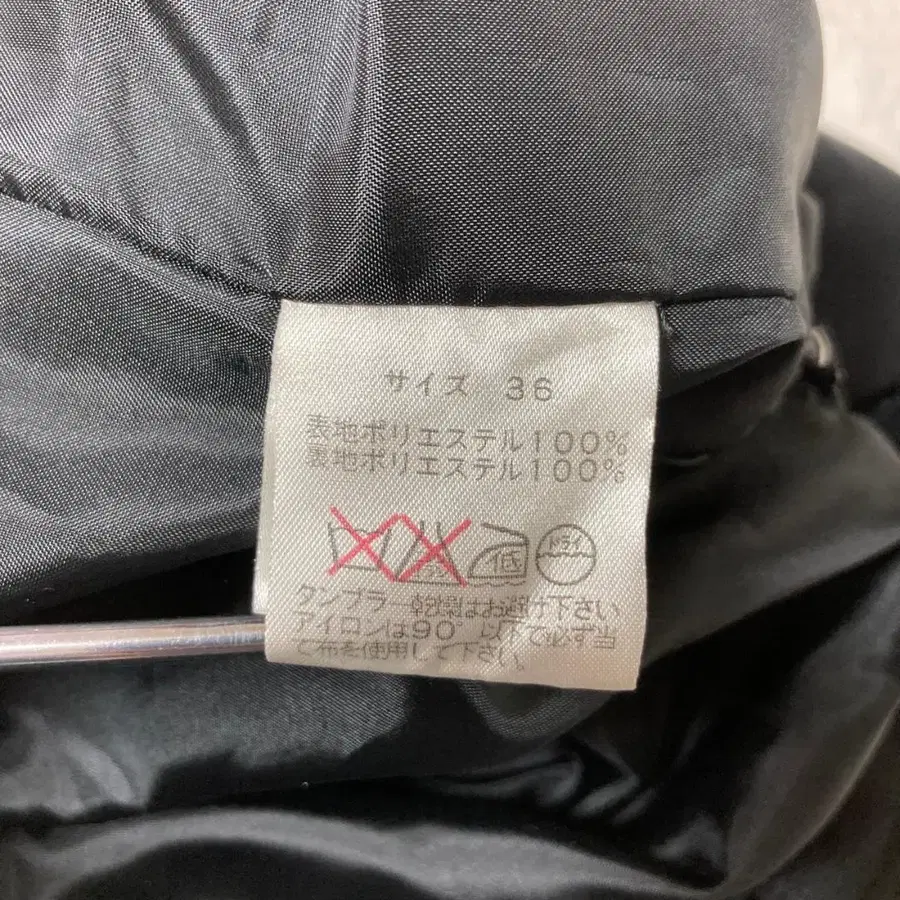 サイズ 36
表地ポリエステル100%
裏地ポリエステル100%
低 ドライ
タンブラー乾燥はお避け下さい
アイロンは90°以下で必ず当
て布を使用して下さい。